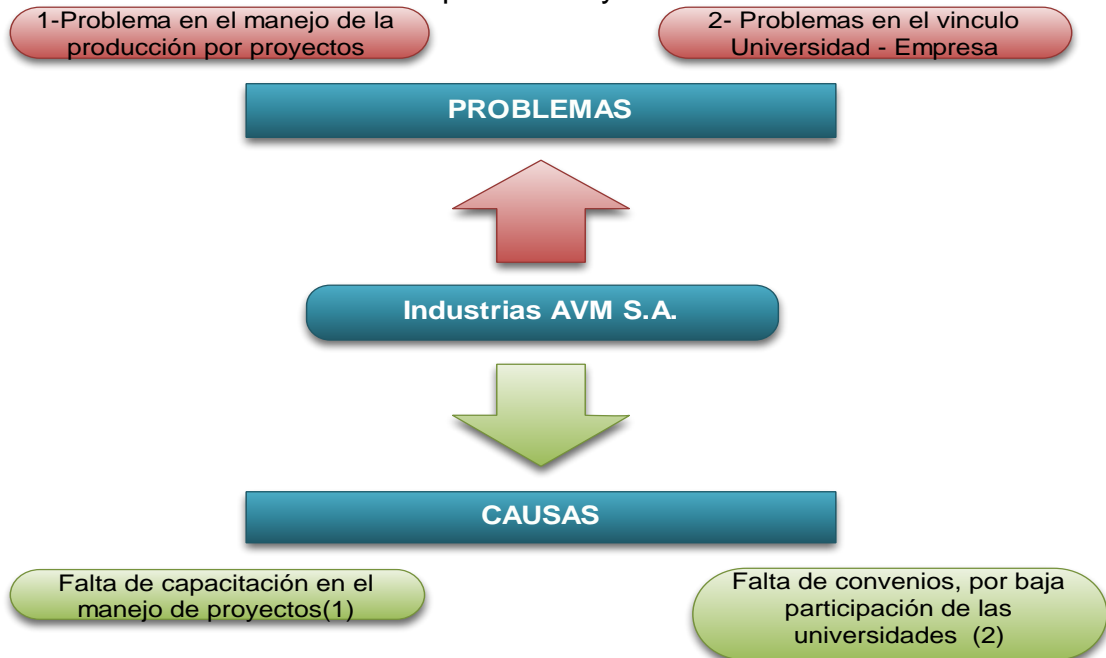 1-Problema en el manejo de la
producción por proyectos
2- Problemas en el vinculo
Universidad - Empresa
PROBLEMAS
Industrias AVM S.A.
CAUSAS
Falta de capacitación en el
manejo de proyectos(1)
Falta de convenios, por baja
participación de las
universidades (2)